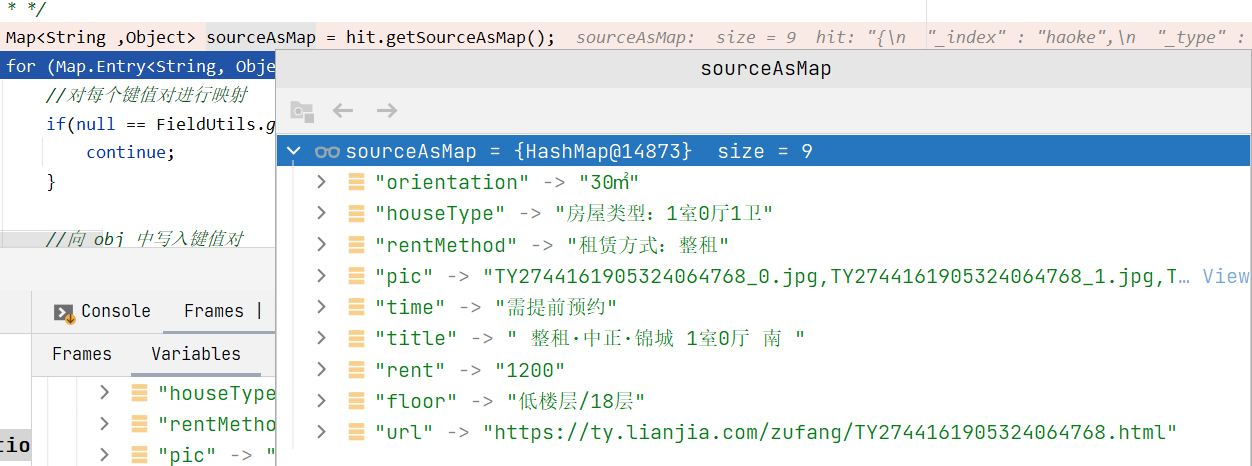 * */
Map<String ,Object> sourceAsMap = hit.getSourceAsMap();  sourceAsMap:  size = 9  hit: "{\n  "_index" : "haoke",\n  "_type" :
for (Map.Entry<String, Obje
//对每个键值对进行映射
if(null == FieldUtils.g
continue;
}
//向 obj 中写入键值对
sourceAsMap
sourceAsMap = {HashMap@14873}  size = 9
"orientation" -> "30㎡"
"houseType" -> "房屋类型：1室0厅1卫"
"rentMethod" -> "租赁方式：整租"
"pic" -> "TY2744161905324064768_0.jpg,TY2744161905324064768_1.jpg,T... View
"time" -> "需提前预约"
"title" -> " 整租·中正·锦城 1室0厅 南 "
"rent" -> "1200"
"floor" -> "低楼层/18层"
"url" -> "https://ty.lianjia.com/zufang/TY2744161905324064768.html"
Console
Frames
Frames
Variables
"houseType
"rentMetho
"pic" -> "
tio